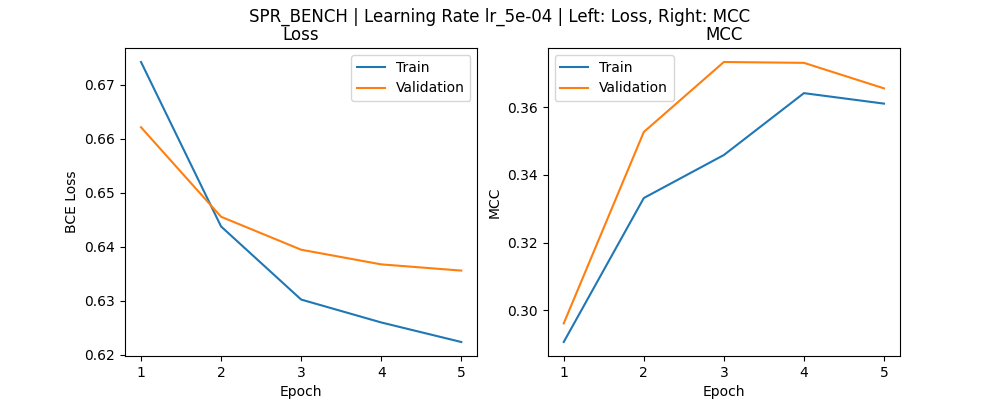 SPR_BENCH | Learning Rate lr_5e-04 | Left: Loss, Right: MCC
Loss
Train
Validation
0.67
0.66
0.65
0.64
0.63
0.62
BCE Loss
1 2 3 4 5
Epoch
MCC
Train
Validation
0.36
0.34
0.32
0.30
MCC
1 2 3 4 5
Epoch